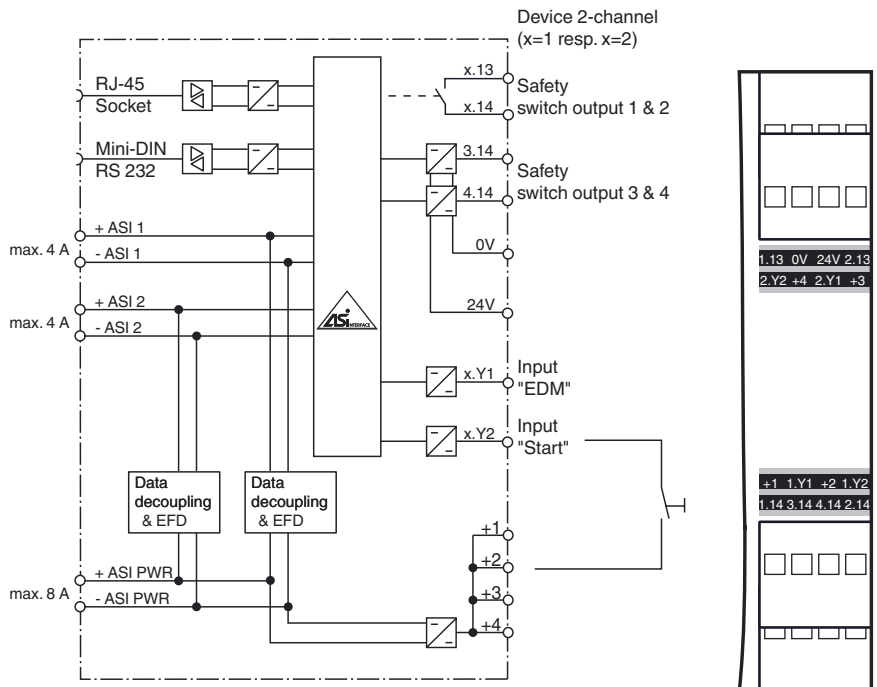 Device 2-channel
(x=1 resp. x=2)
RJ-45
Socket
x.13
x.14
Safety
switch output 1 & 2
Mini-DIN
RS 232
3.14
4.14
Safety
switch output 3 & 4
max. 4 A
+ ASI 1
- ASI 1
0V
max. 4 A
+ ASI 2
- ASI 2
24V
ASi INTERFACE
x.Y1
Input
"EDM"
x.Y2
Input
"Start"
Data
decoupling
& EFD
Data
decoupling
& EFD
max. 8 A
+ ASI PWR
- ASI PWR
+1
+2
+3
+4
1.13 0V 24V 2.13
2.Y2 +4 2.Y1 +3
+1 1.Y1 +2 1.Y2
1.14 3.14 4.14 2.14